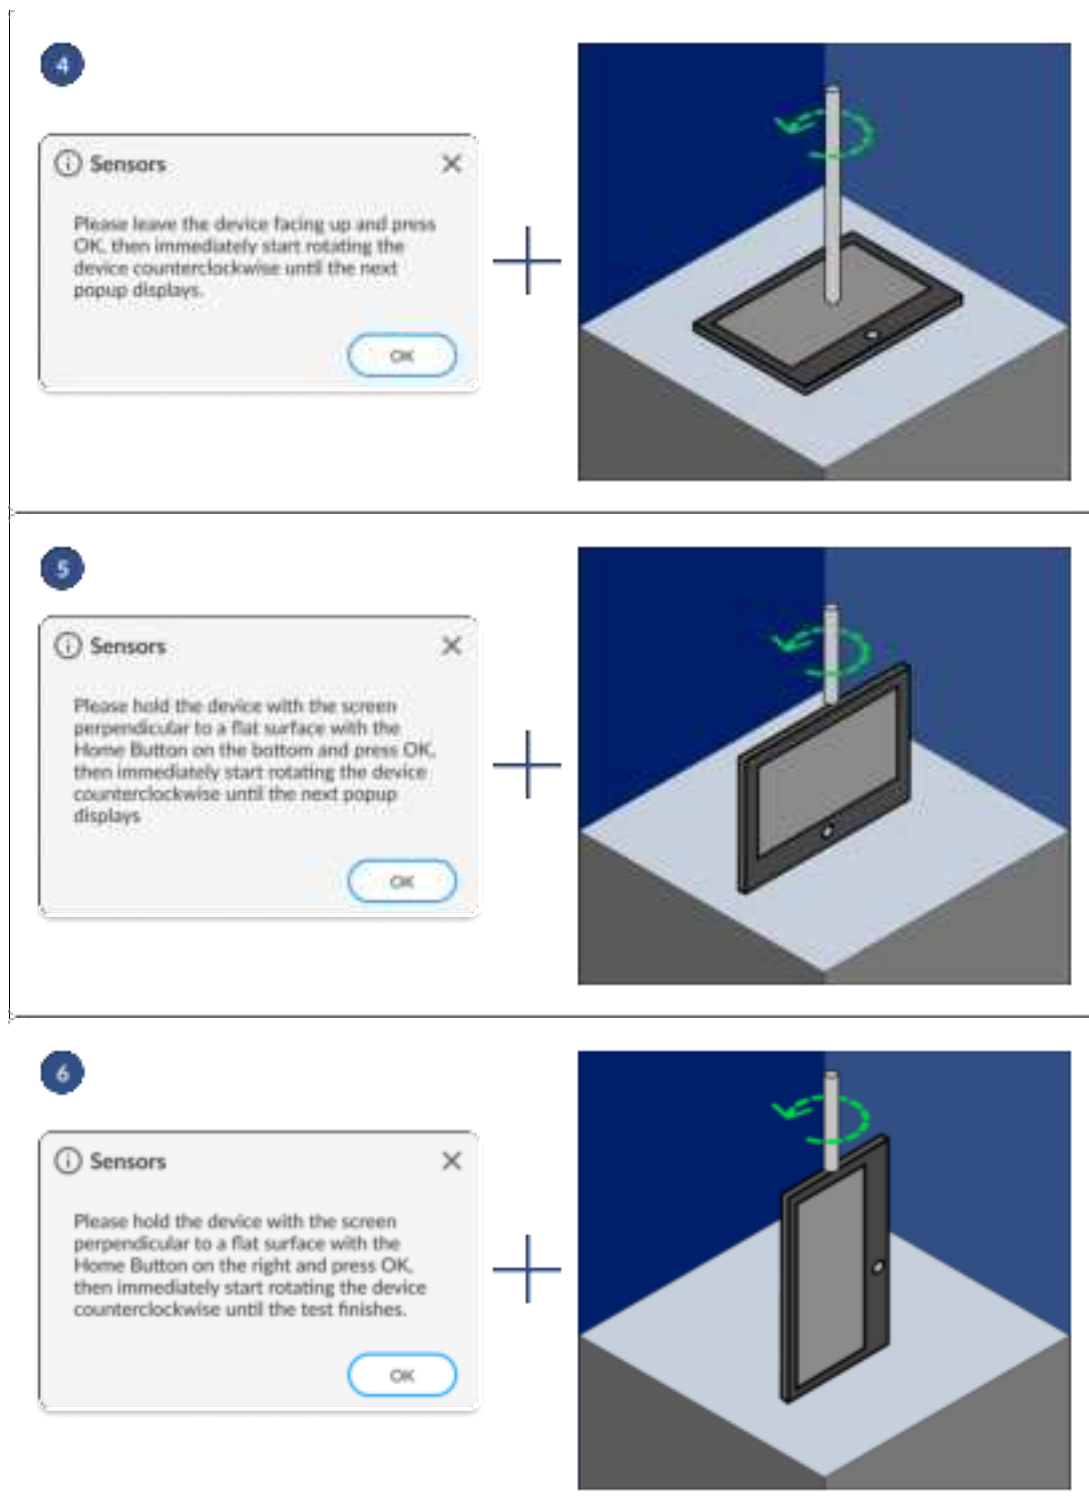 4
Sensors
Please leave the device facing up and press
OK, then immediately start rotating the
device counterclockwise until the next
popup displays.
OK
5
Sensors
Please hold the device with the screen
perpendicular to a flat surface with the
Home Button on the bottom and press OK,
then immediately start rotating the device
counterclockwise until the next popup
displays
OK
6
Sensors
Please hold the device with the screen
perpendicular to a flat surface with the
Home Button on the right and press OK,
then immediately start rotating the device
counterclockwise until the test finishes.
OK